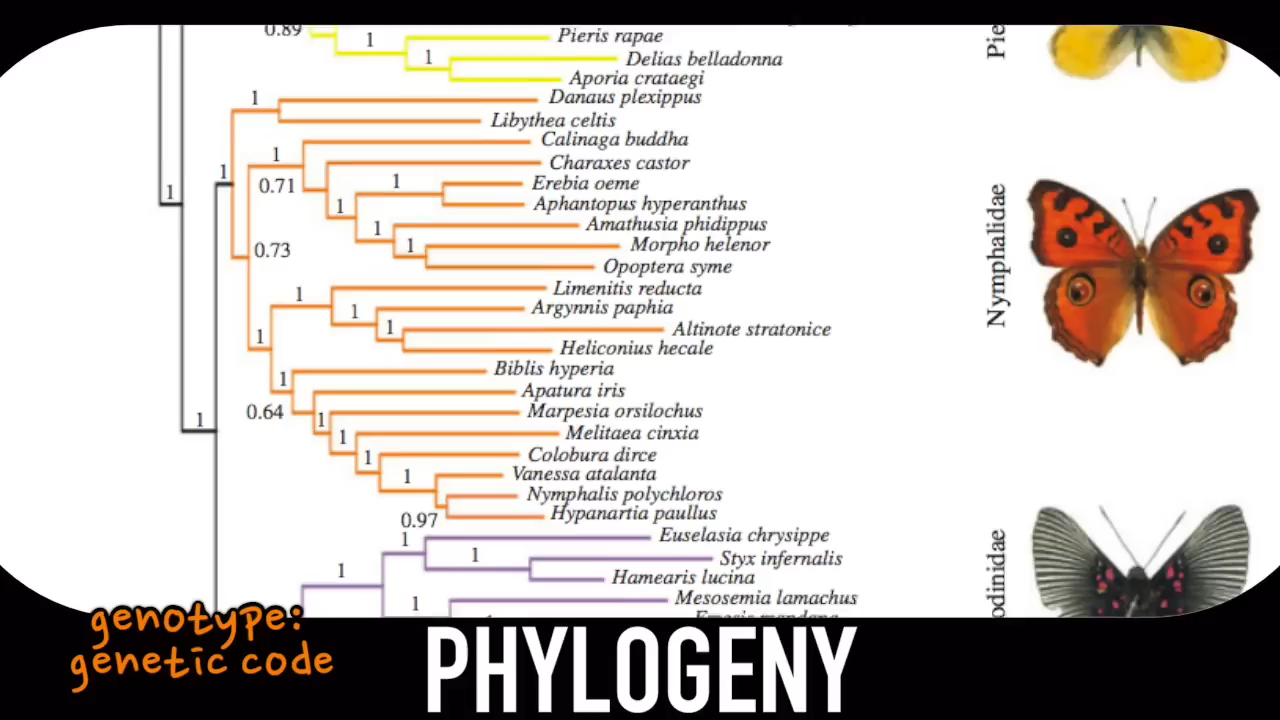 0.89
1
Pieris rapae
1
Delias belladonna
Aporia crataegi
Pie
1
Danaus plexippus
Libythea celtis
1
Calinaga buddha
1
Charaxes castor
0.71
1
Erebia oeme
1
Aphantopus hyperanthus
1
1
Amathusia phidippus
1
Morpho helenor
0.73
Opoptera syme
Nymphalidae
1
Limenitis reducta
1
Argynnis paphia
1
1
Altinote stratonice
Heliconius hecale
1
Biblis hyperia
Apatura iris
0.64
1
Marpesia orsilochus
1
1
Melitaea cinxia
1
Colobura dirce
1
Vanessa atalanta
Nymphalis polychloros
0.97
Hypanartia paullus
1
Euselasia chrysippe
1
1
Styx infernalis
Hamearis lucina
1
Mesosemia lamachus
odinidae
genotype:
genetic code
PHYLOGENY